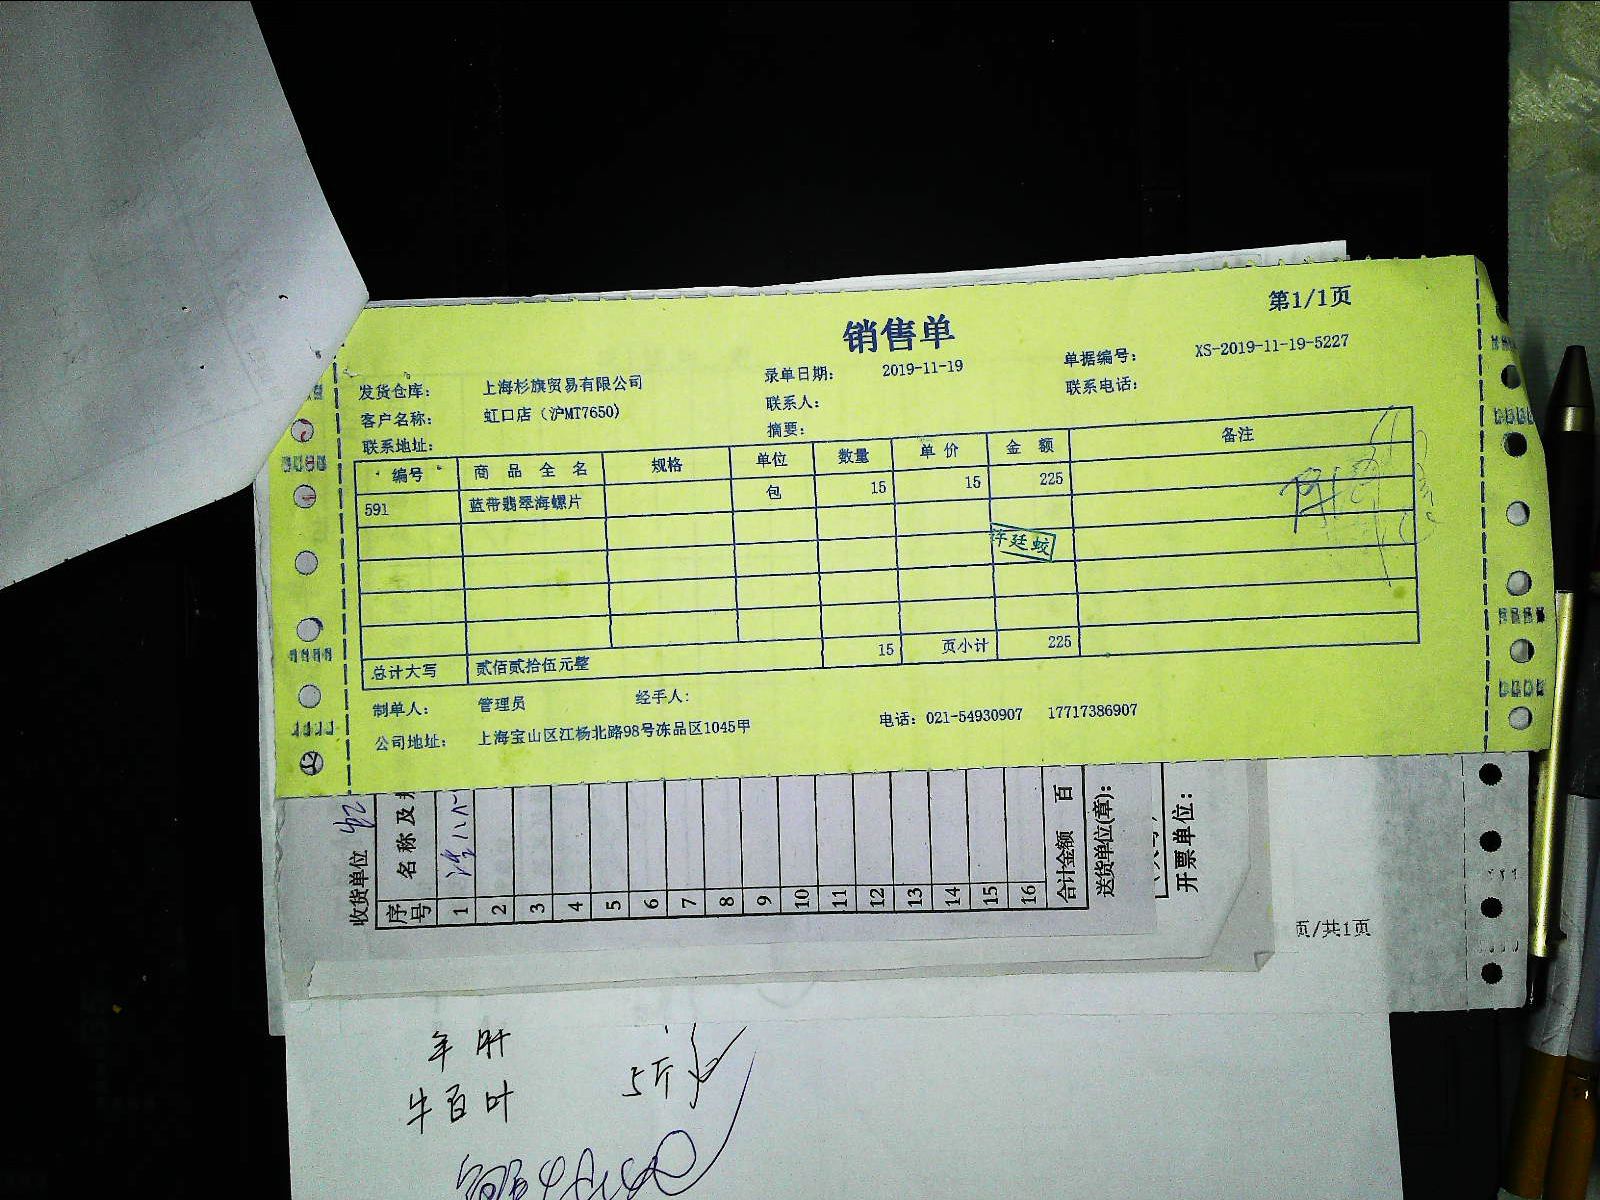 第1/1页
销售单
发货仓库： 上海杉旗贸易有限公司 录单日期： 2019-11-19 单据编号： XS-2019-11-19-5227
客户名称： 虹口店（沪MT7650） 联系人： 联系电话：
联系地址： 摘要：
编号 商品全名 规格 单位 数量 单价 金额 备注
591 蓝带翡翠海螺片 包 15 15 225
许廷蛟
总计大写 贰佰贰拾伍元整 15 页小计 225
制单人： 管理员 经手人：
公司地址： 上海宝山区江杨北路98号冻品区1045甲 电话：021-54930907 17717386907
收货单位
序号 名称及
1
2
3
4
5
6
7
8
9
10
11
12
13
14
15
16
合计金额 百
送货单位(章)：
开票单位：
页/共1页
羊肝
牛百叶 5斤